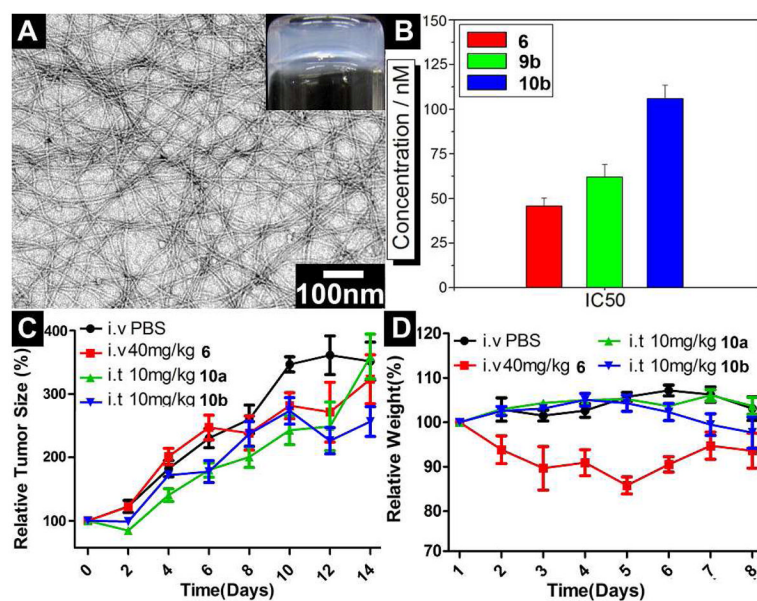 A
100nm
B
Concentration / nM
150
125
100
75
50
25
0
6
9b
10b
IC50
C
Relative Tumor Size (%)
400
300
200
100
i.v PBS
i.v 40mg/kg 6
i.t 10mg/kg 10a
i.t 10mg/kg 10b
0 2 4 6 8 10 12 14
Time(Days)
D
Relative Weight(%)
120
110
100
90
80
70
i.v PBS
i.v 40mg/kg 6
i.t 10mg/kg 10a
i.t 10mg/kg 10b
1 2 3 4 5 6 7 8
Time (Days)